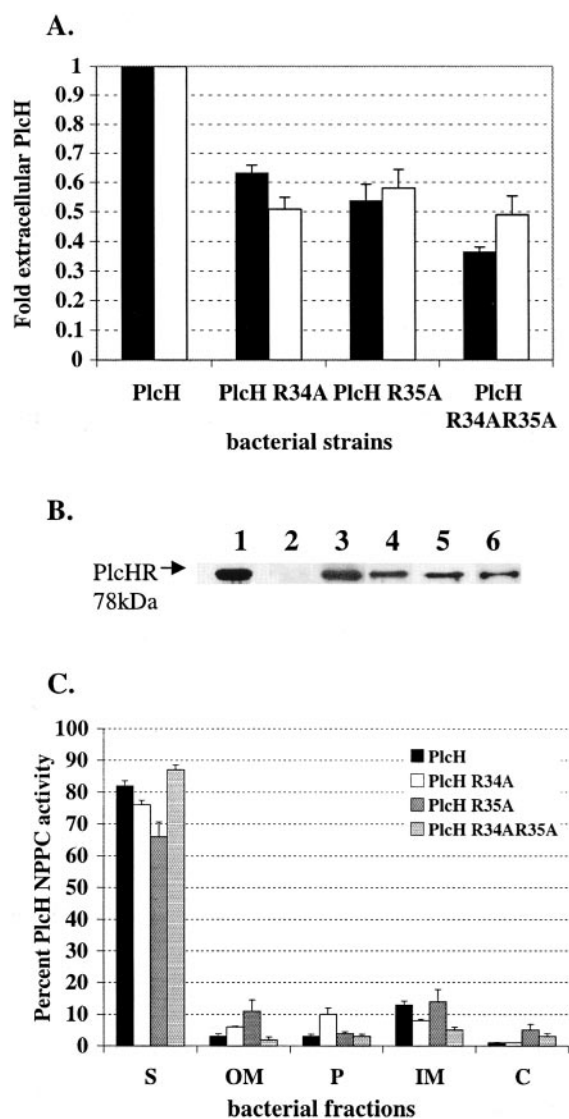 A.
Fold extracellular PlcH
1
0.9
0.8
0.7
0.6
0.5
0.4
0.3
0.2
0.1
0
PlcH PlcH R34A PlcH R35A PlcH
R34AR35A
bacterial strains
B.
1 2 3 4 5 6
PlcHR
78kDa
C.
Percent PlcH NPPC activity
100
90
80
70
60
50
40
30
20
10
0
PlcH
PlcH R34A
PlcH R35A
PlcH R34AR35A
S OM P IM C
bacterial fractions